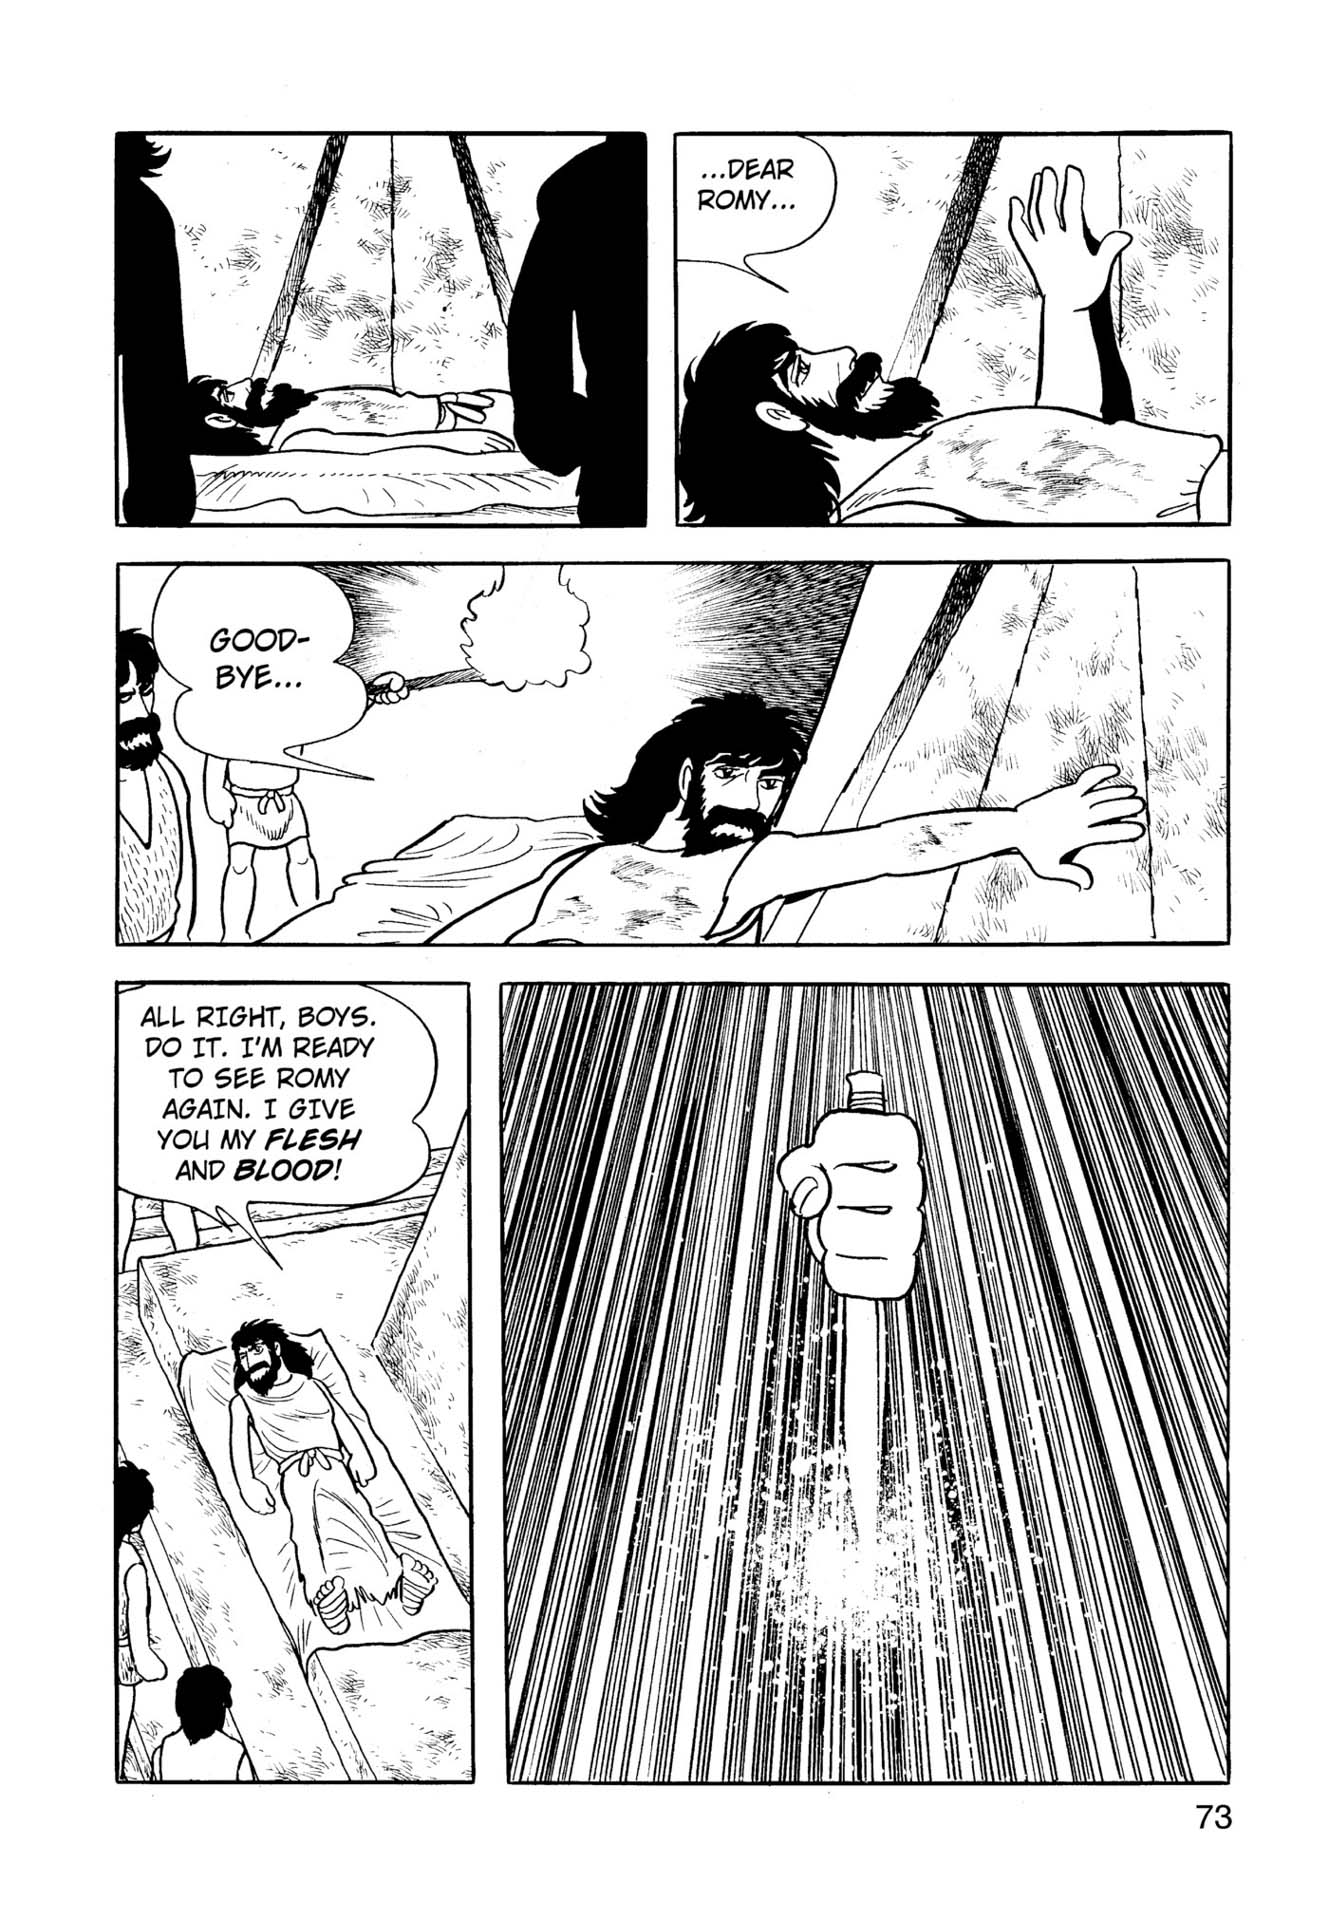 ...DEAR
ROMY...
GOOD-
BYE...
ALL RIGHT, BOYS.
DO IT. I'M READY
TO SEE ROMY
AGAIN. I GIVE
YOU MY FLESH
AND BLOOD!
73